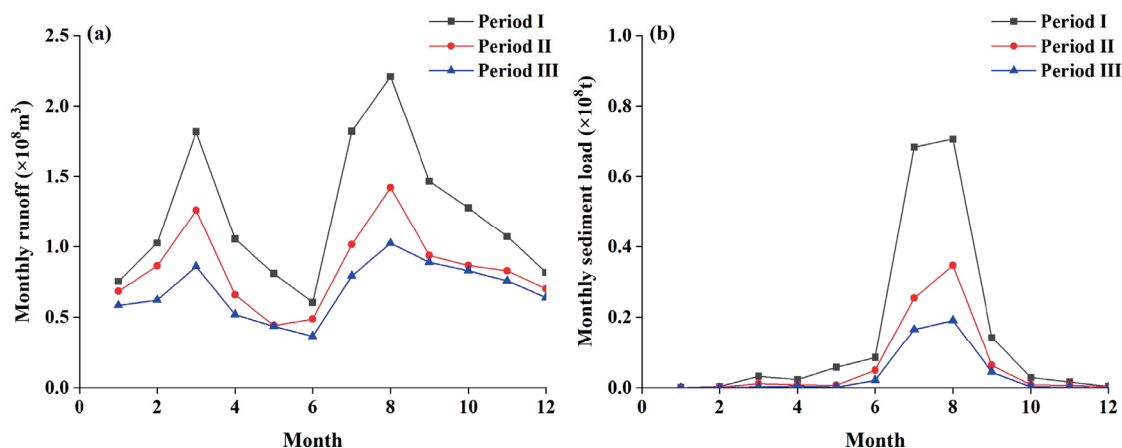 (a)
Period I
Period II
Period III
Monthly runoff (×10⁸m³)
2.5
2.0
1.5
1.0
0.5
0.0
0 2 4 6 8 10 12
Month
(b)
Period I
Period II
Period III
Monthly sediment load (×10⁸t)
1.0
0.8
0.6
0.4
0.2
0.0
0 2 4 6 8 10 12
Month